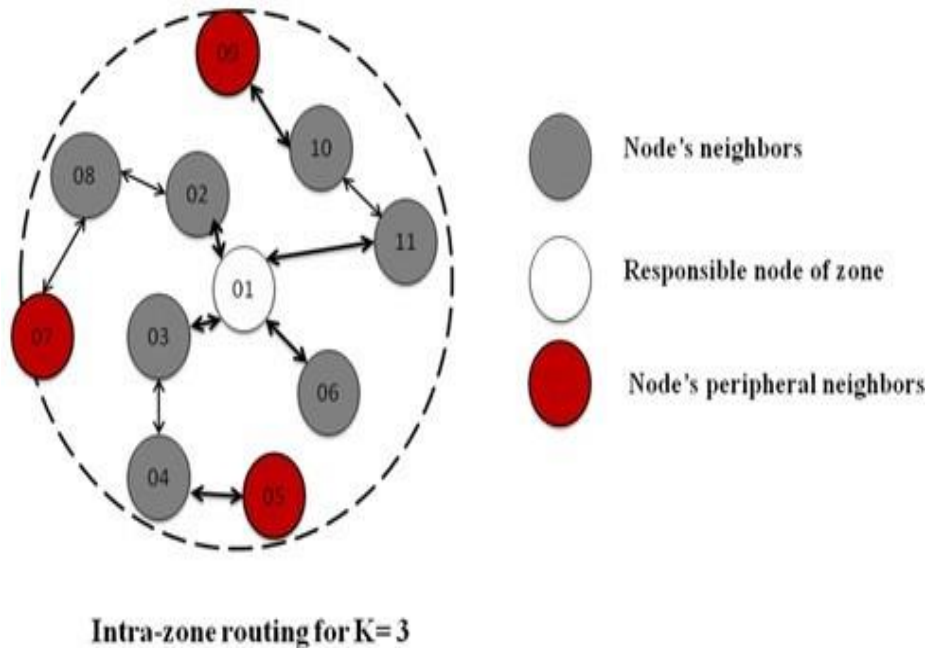 09
10
08
02
11
01
07
03
06
04
05
Node's neighbors
Responsible node of zone
Node's peripheral neighbors
Intra-zone routing for K= 3